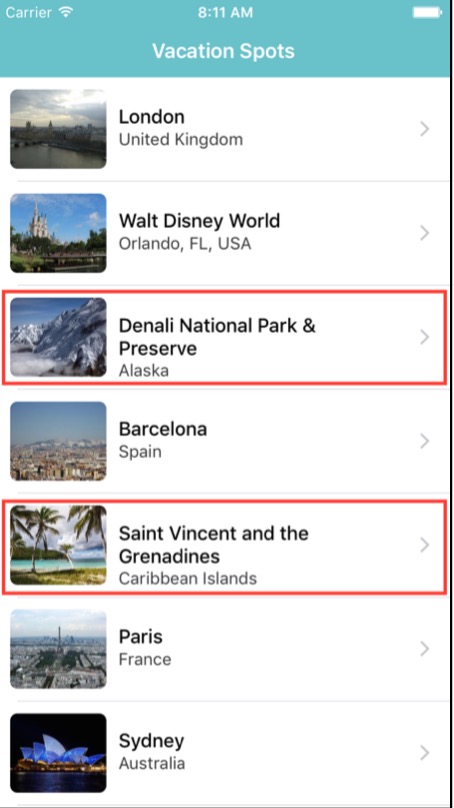 Carrier 8:11 AM
Vacation Spots
London
United Kingdom
Walt Disney World
Orlando, FL, USA
Denali National Park &
Preserve
Alaska
Barcelona
Spain
Saint Vincent and the
Grenadines
Caribbean Islands
Paris
France
Sydney
Australia